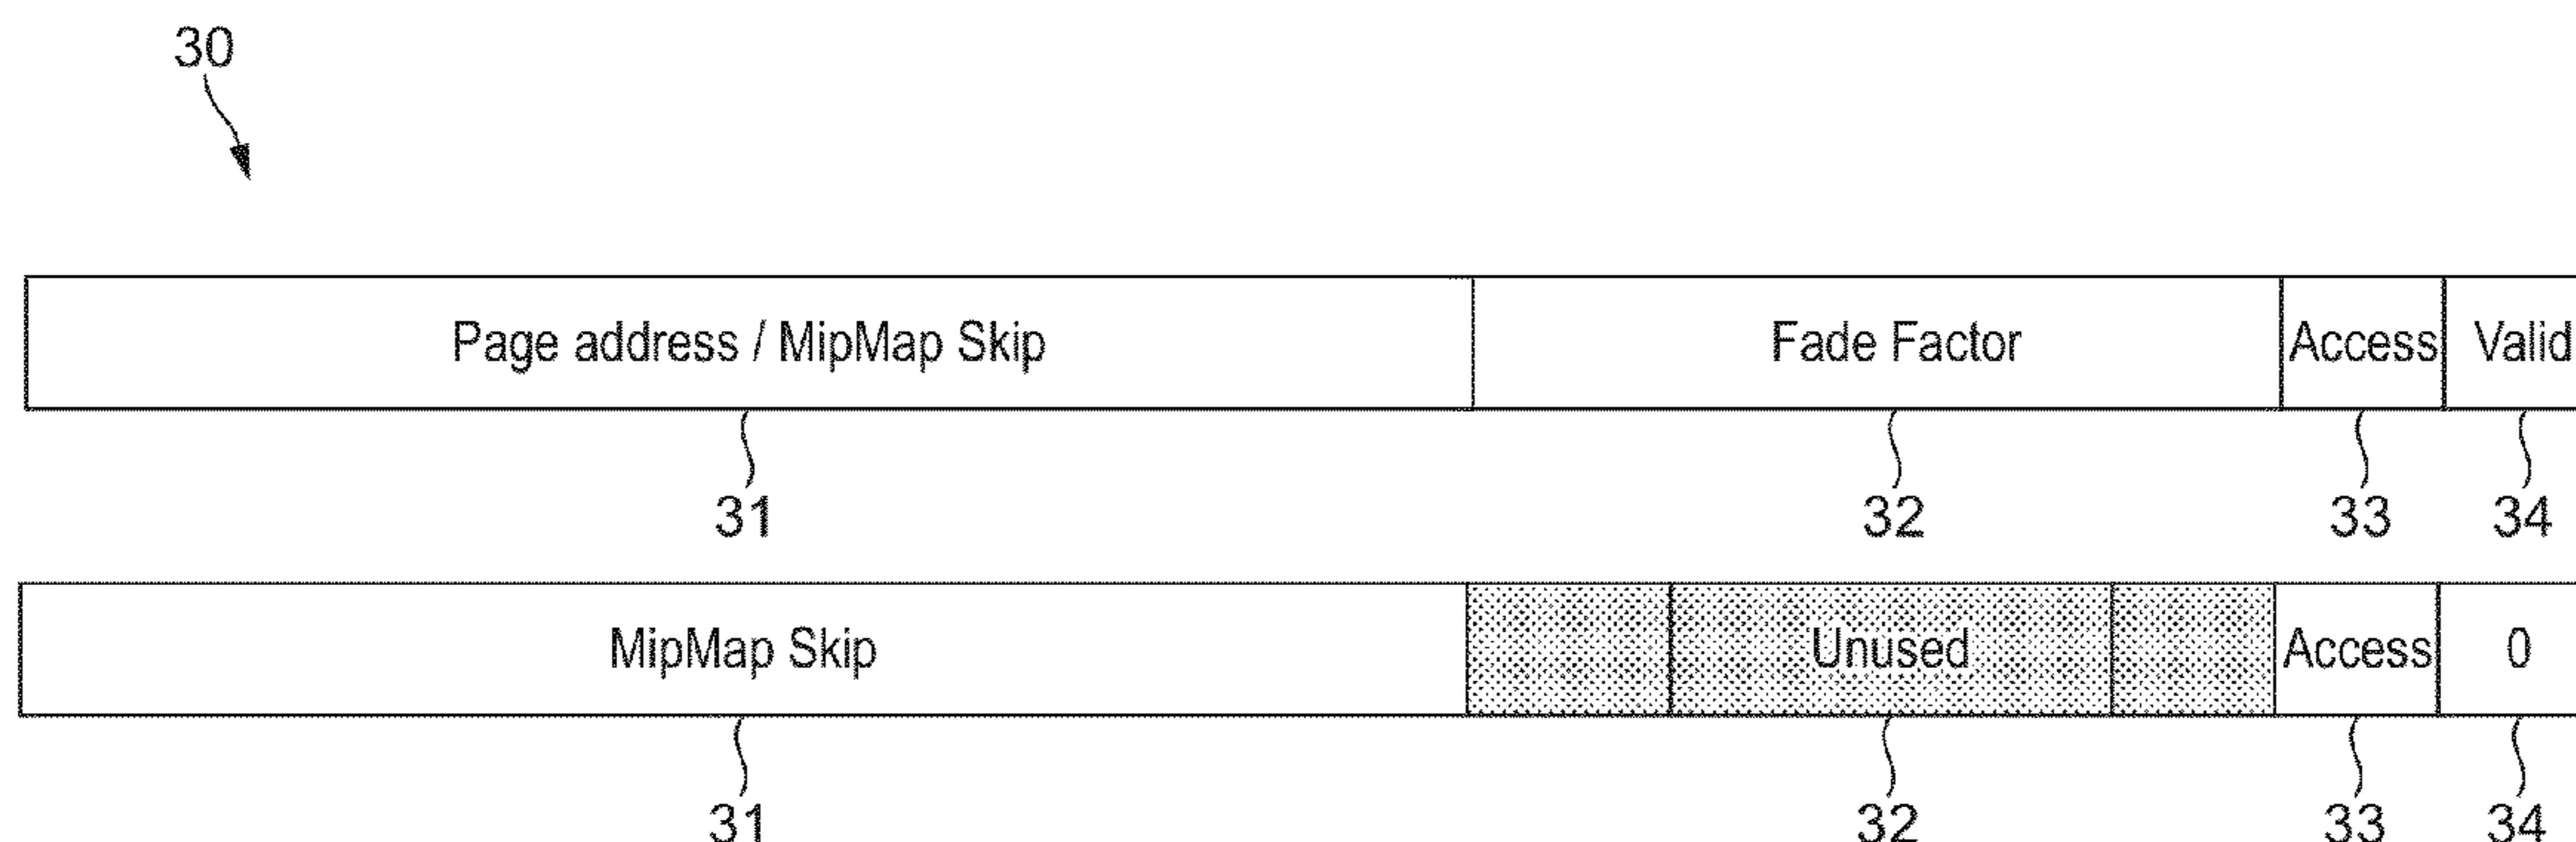 30
Page address / MipMap Skip Fade Factor Access Valid
31 32 33 34
MipMap Skip Unused Access 0
31 32 33 34